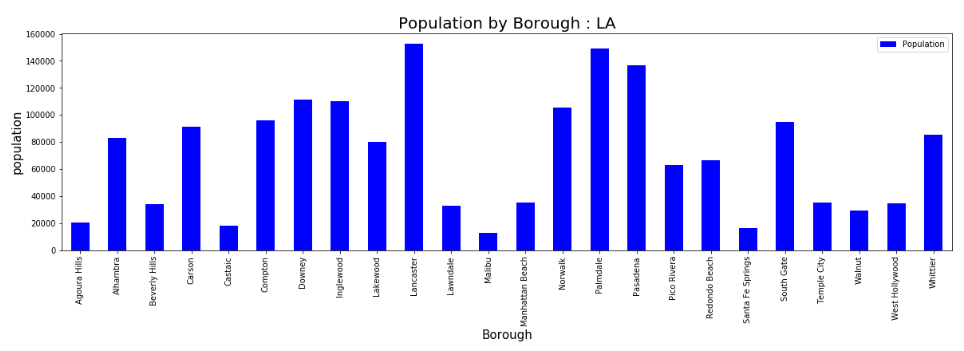 Population by Borough : LA
160000
140000
120000
100000
80000
60000
40000
20000
0
population
Population
Agoura Hills
Alhambra
Beverly Hills
Carson
Castaic
Compton
Downey
Inglewood
Lakewood
Lancaster
Lawndale
Malibu
Manhattan Beach
Norwalk
Palmdale
Pasadena
Pico Rivera
Redondo Beach
Santa Fe Springs
South Gate
Temple City
Walnut
West Hollywood
Whittier
Borough